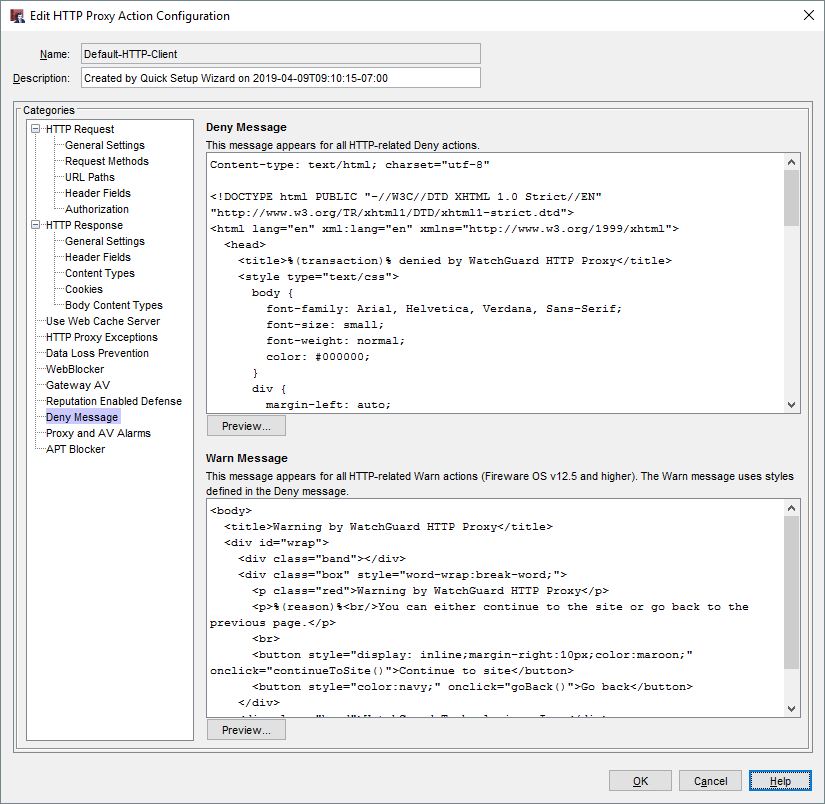 Edit HTTP Proxy Action Configuration
Name: Default-HTTP-Client
Description: Created by Quick Setup Wizard on 2019-04-09T09:10:15-07:00
Categories
HTTP Request
General Settings
Request Methods
URL Paths
Header Fields
Authorization
HTTP Response
General Settings
Header Fields
Content Types
Cookies
Body Content Types
Use Web Cache Server
HTTP Proxy Exceptions
Data Loss Prevention
WebBlocker
Gateway AV
Reputation Enabled Defense
Deny Message
Proxy and AV Alarms
APT Blocker
Deny Message
This message appears for all HTTP-related Deny actions.
Content-type: text/html; charset="utf-8"
<!DOCTYPE html PUBLIC "-//W3C//DTD XHTML 1.0 Strict//EN"
"http://www.w3.org/TR/xhtml1/DTD/xhtml1-strict.dtd">
<html lang="en" xml:lang="en" xmlns="http://www.w3.org/1999/xhtml">
<head>
<title>%(transaction)% denied by WatchGuard HTTP Proxy</title>
<style type="text/css">
body {
font-family: Arial, Helvetica, Verdana, Sans-Serif;
font-size: small;
font-weight: normal;
color: #000000;
}
div {
margin-left: auto;
Preview...
Warn Message
This message appears for all HTTP-related Warn actions (Fireware OS v12.5 and higher). The Warn message uses styles
defined in the Deny message.
<body>
<title>Warning by WatchGuard HTTP Proxy</title>
<div id="wrap">
<div class="band"></div>
<div class="box" style="word-wrap:break-word;">
<p class="red">Warning by WatchGuard HTTP Proxy</p>
<p>%(reason)%<br/>You can either continue to the site or go back to the
previous page.</p>
<br>
<button style="display: inline;margin-right:10px;color:maroon;"
onclick="continueToSite()">Continue to site</button>
<button style="color:navy;" onclick="goBack()">Go back</button>
</div>
Preview...
OK
Cancel
Help